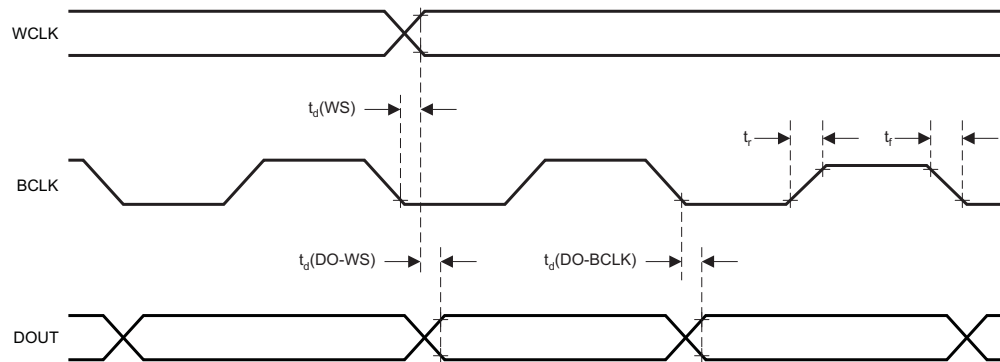 WCLK
t_d(WS)
t_r
t_f
BCLK
t_d(DO-WS)
t_d(DO-BCLK)
DOUT